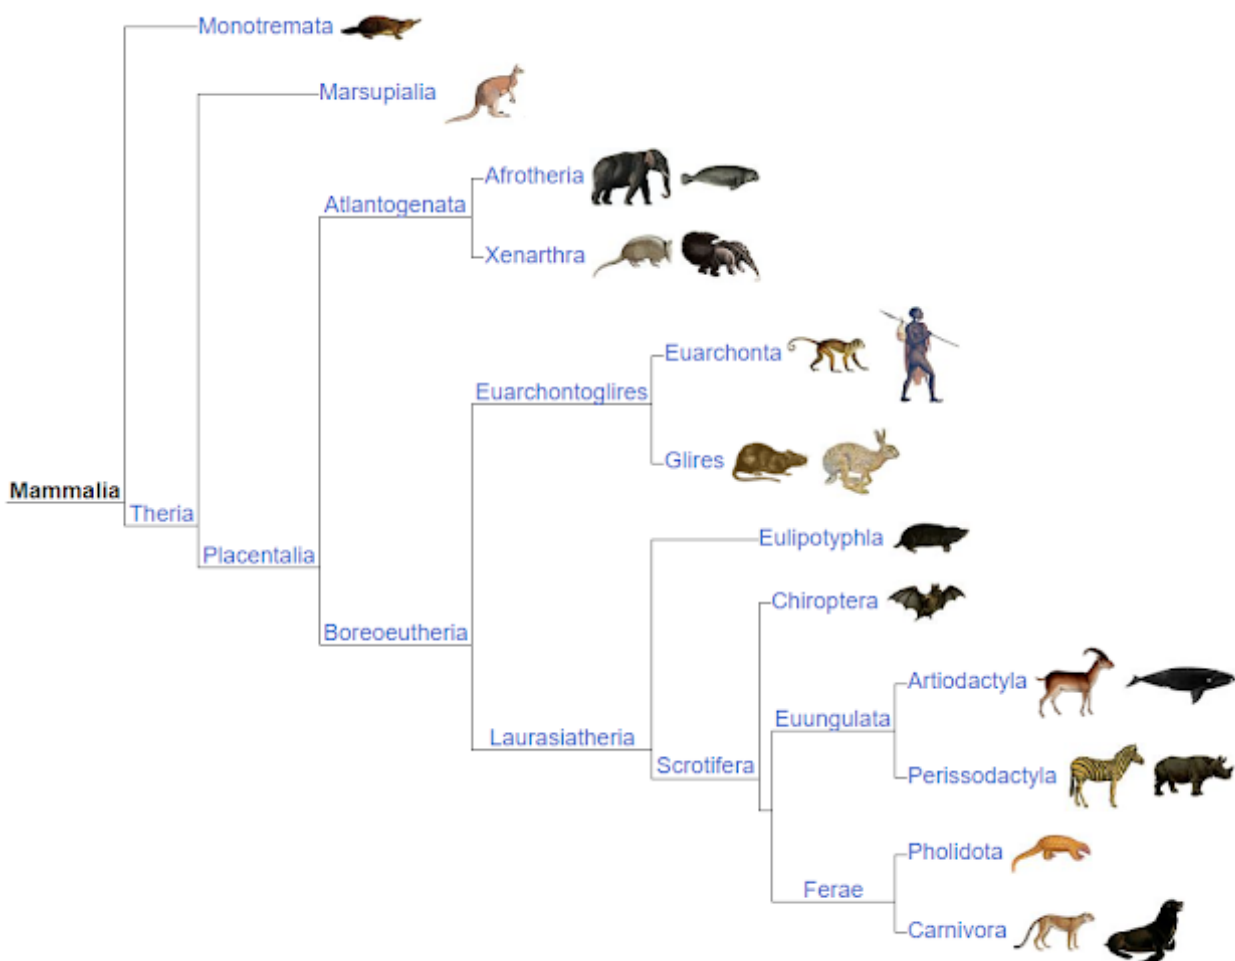 Monotremata
Marsupialia
Afrotheria
Atlantogenata
Xenarthra
Euarchonta
Euarchontoglires
Glires
Mammalia
Theria
Placentalia
Eulipotyphla
Chiroptera
Boreoeutheria
Artiodactyla
Euungulata
Laurasiatheria
Scrotifera
Perissodactyla
Pholidota
Ferae
Carnivora